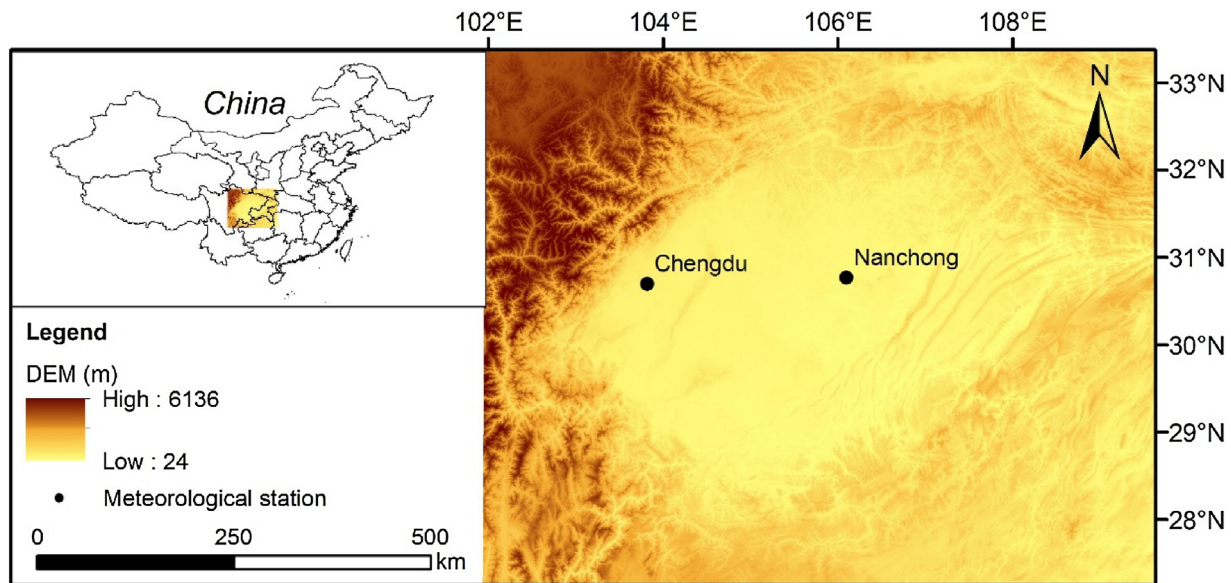 102°E 104°E 106°E 108°E
China
N
33°N
32°N
31°N
30°N
29°N
28°N
Chengdu
Nanchong
Legend
DEM (m)
High : 6136
Low : 24
Meteorological station
0 250 500
km